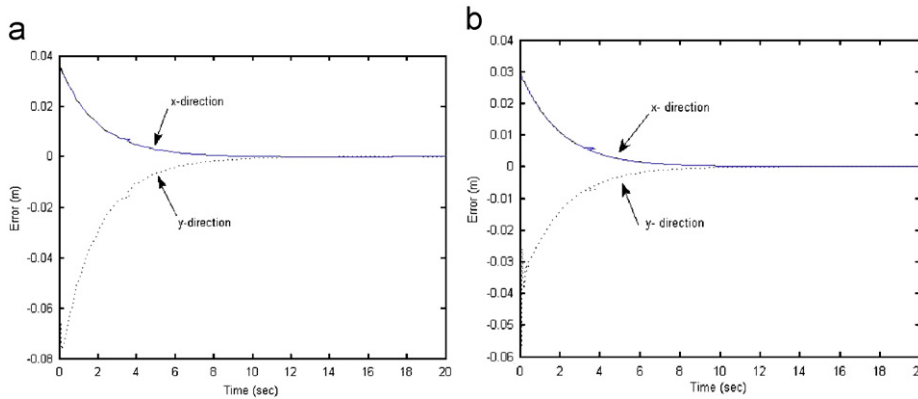 a
0.04
0.02
0
-0.02
-0.04
-0.06
-0.08
Error (m)
x-direction
y-direction
0 2 4 6 8 10 12 14 16 18 20
Time (sec)
b
0.04
0.03
0.02
0.01
0
-0.01
-0.02
-0.03
-0.04
-0.05
-0.06
Error (m)
x- direction
y- direction
0 2 4 6 8 10 12 14 16 18 2
Time (sec)